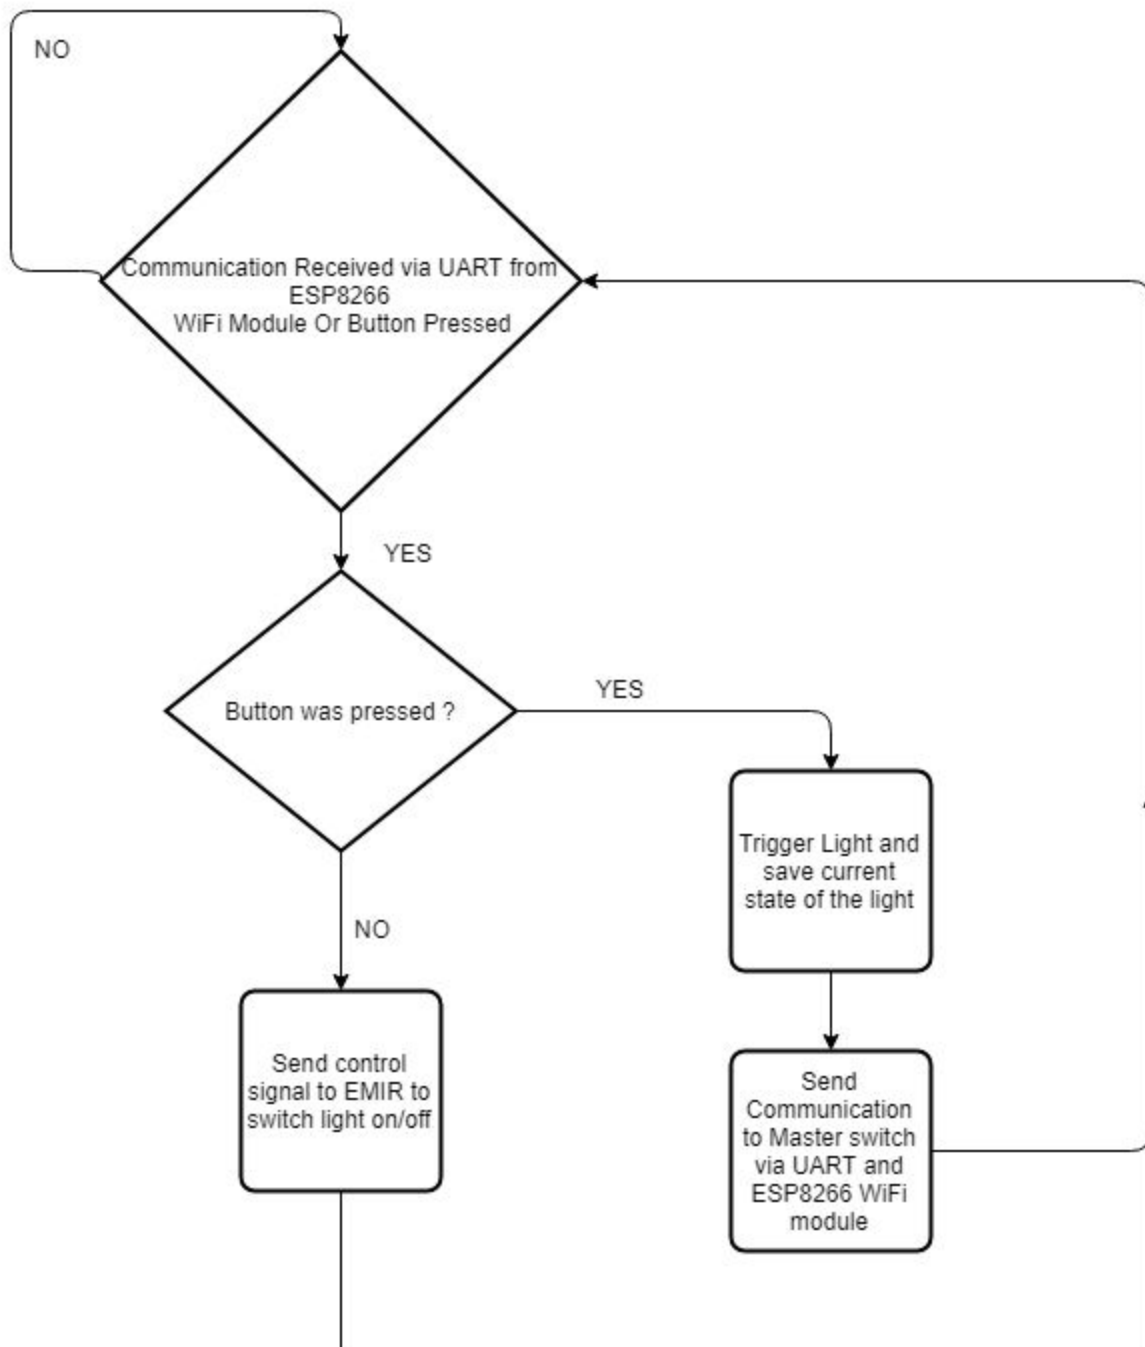 NO
Communication Received via UART from
ESP8266
WiFi Module Or Button Pressed
YES
Button was pressed ?
YES
Trigger Light and
save current
state of the light
NO
Send control
signal to EMIR to
switch light on/off
Send
Communication
to Master switch
via UART and
ESP8266 WiFi
module